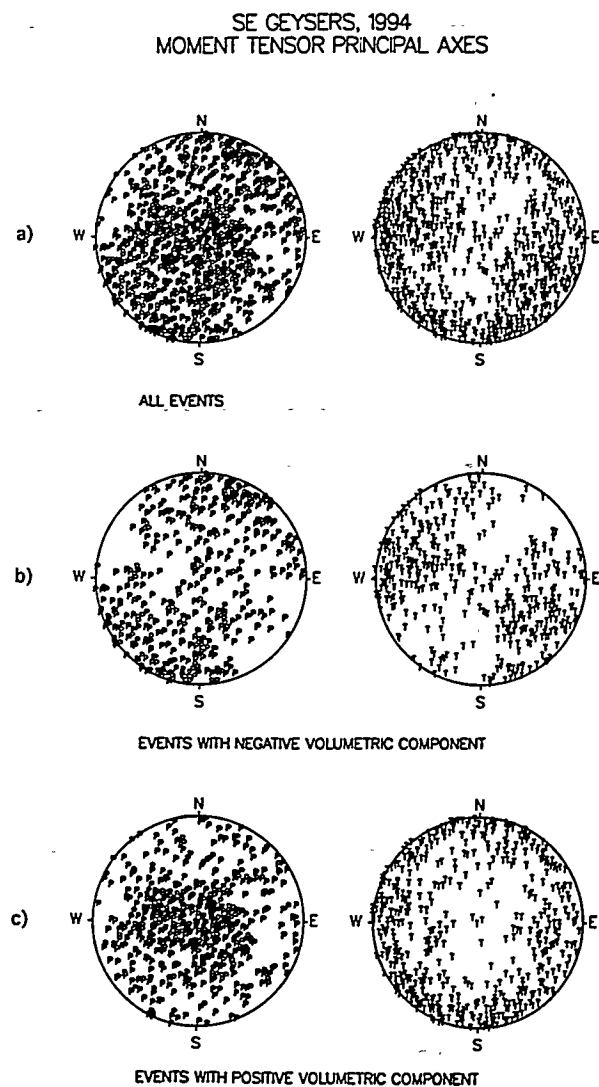 SE GEYSERS, 1994
MOMENT TENSOR PRINCIPAL AXES
N N
a) W E W E
S S
ALL EVENTS
N N
b) W E W E
S S
EVENTS WITH NEGATIVE VOLUMETRIC COMPONENT
N N
c) W E W E
S S
EVENTS WITH POSITIVE VOLUMETRIC COMPONENT